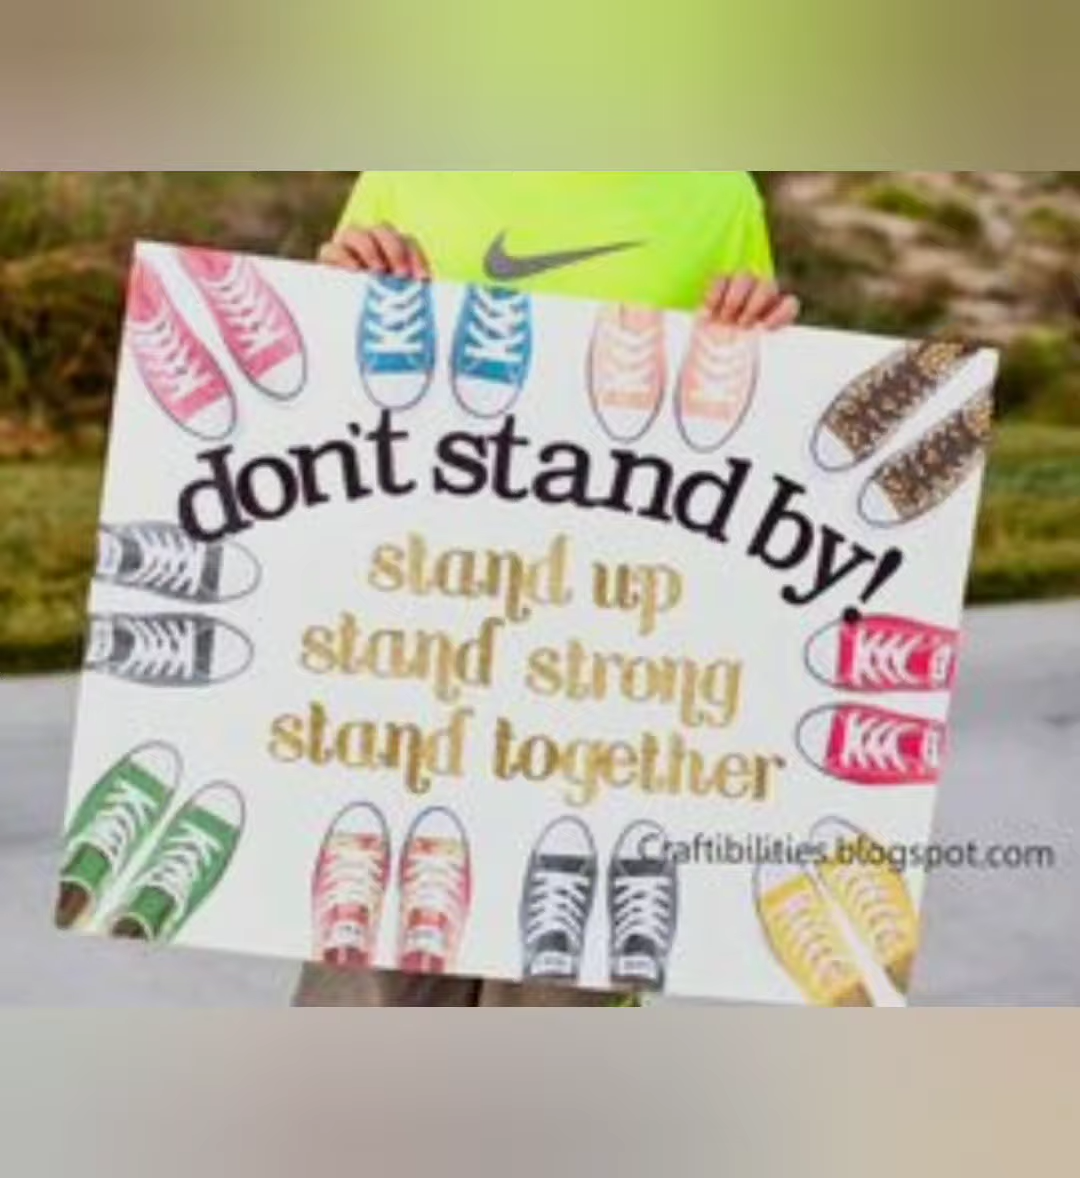 don't stand by!
stand up
stand strong
stand together
Craftibilities.blogspot.com